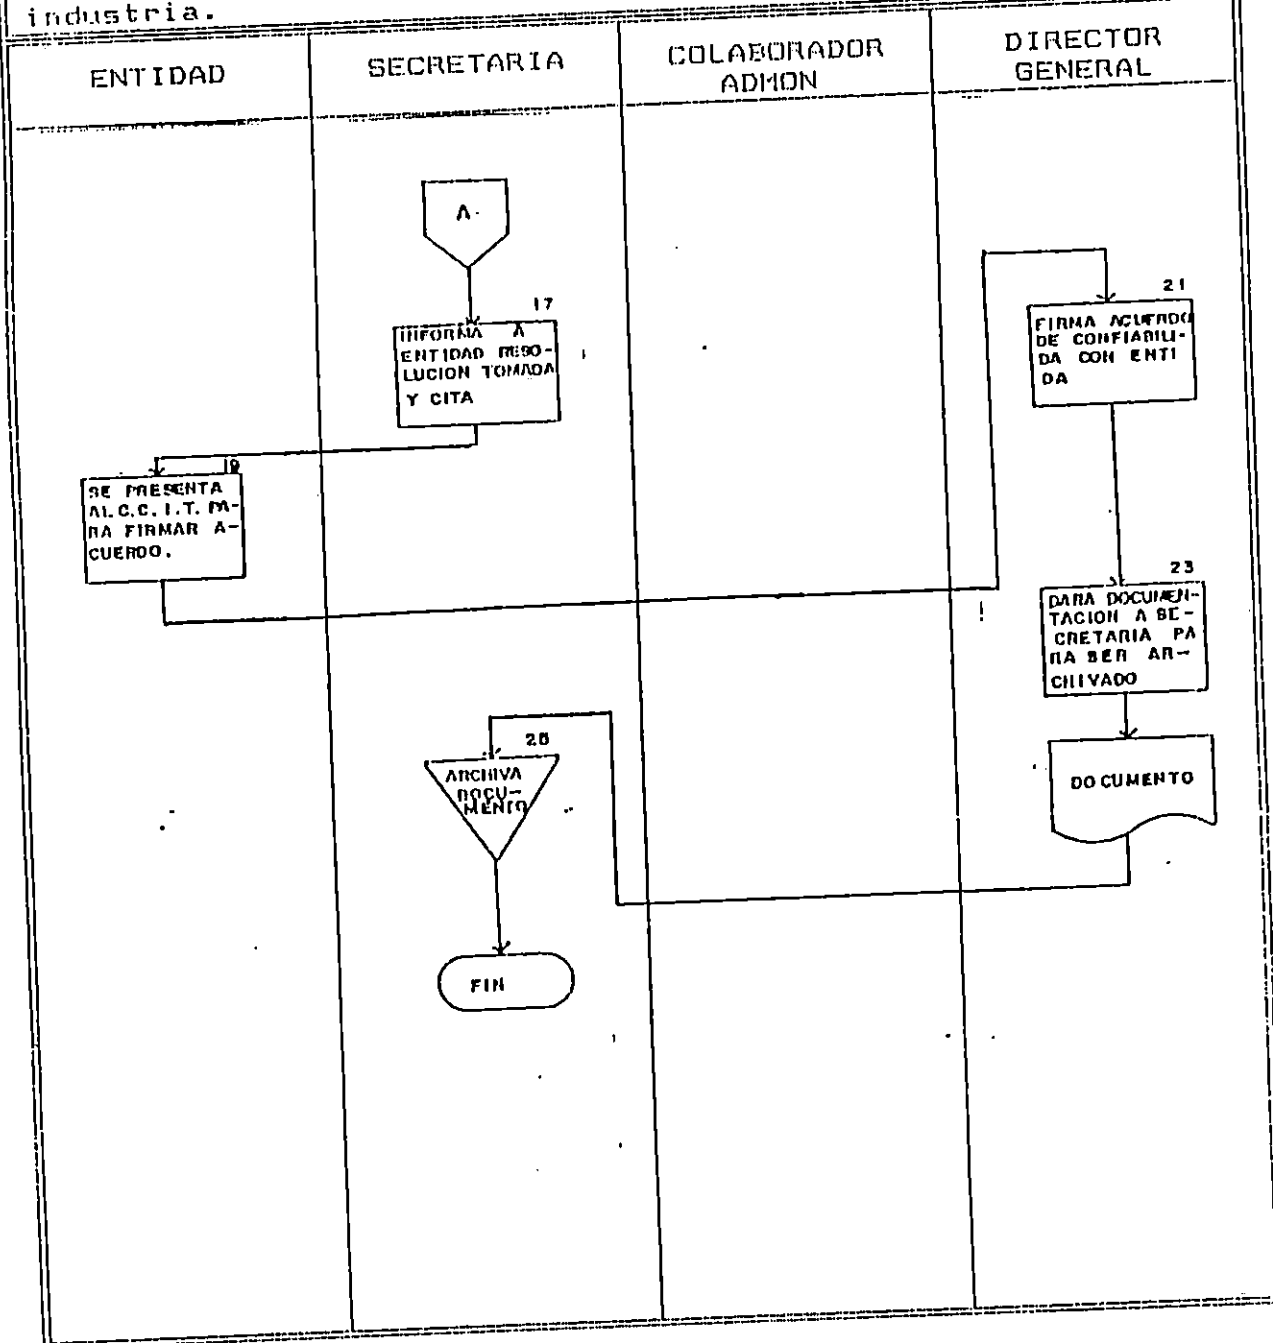 industria.
ENTIDAD
SECRETARIA
COLABORADOR
ADMON
DIRECTOR
GENERAL
A
17
INFORMA A
ENTIDAD RESO-
LUCION TOMADA
Y CITA
19
SE PRESENTA
AL C.C.I.T. PA-
RA FIRMAR A-
CUERDO.
21
FIRMA ACUERDO
DE CONFIABILI-
DA CON ENTI
DA
23
DARA DOCUMEN-
TACION A SE-
CRETARIA PA
RA SER AR-
CHIVADO
DOCUMENTO
25
ARCHIVA
DOCU-
MENTO
FIN